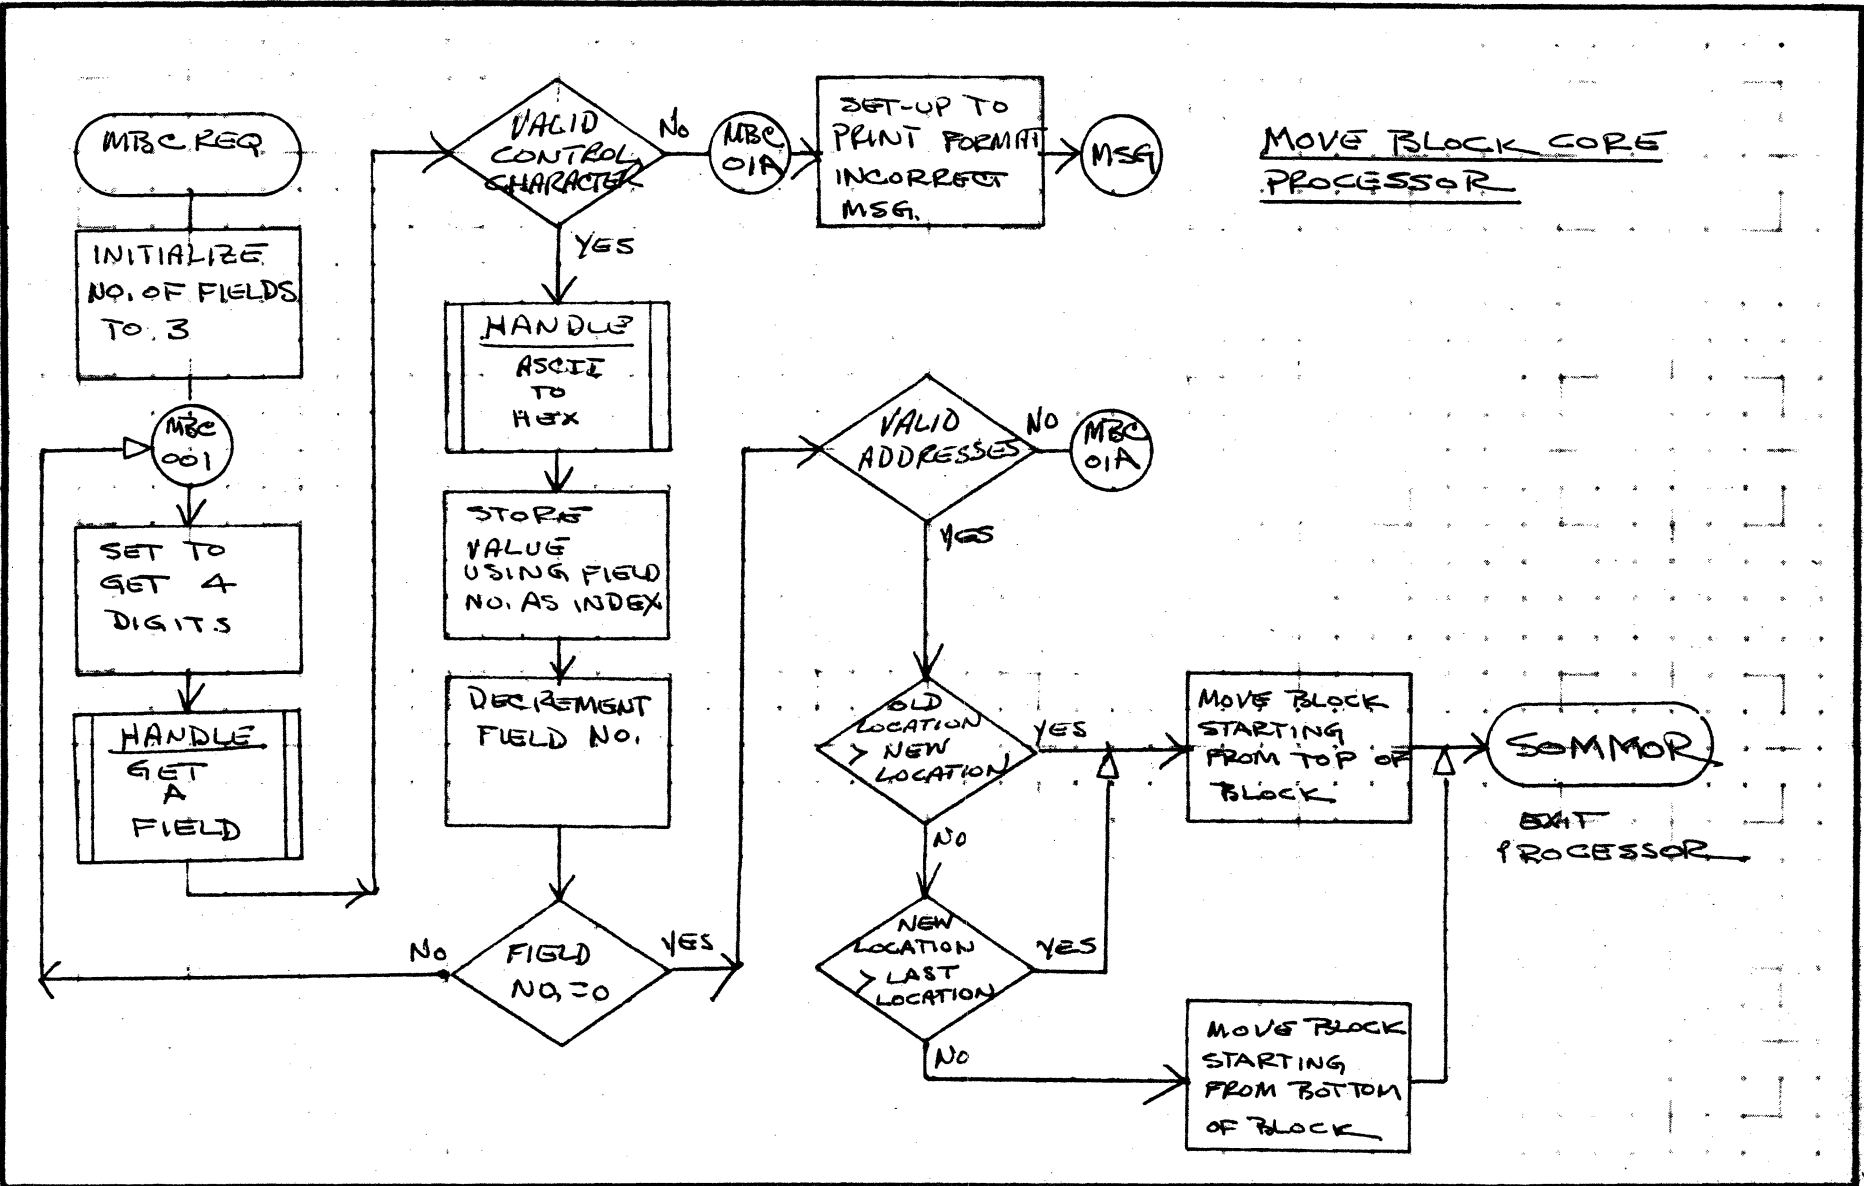 MOVE BLOCK CORE
PROCESSOR
MBC REQ
INITIALIZE
NO. OF FIELDS
TO 3
MBC
001
SET TO
GET 4
DIGITS
HANDLE
GET
A
FIELD
VALID
CONTROL
CHARACTER
NO
YES
MBC
01A
SET-UP TO
PRINT FORMAT
INCORRECT
MSG.
MSG
HANDLE
ASCII
TO
HEX
STORE
VALUE
USING FIELD
NO. AS INDEX
DECREMENT
FIELD NO.
FIELD
NO. = 0
NO
YES
VALID
ADDRESSES
NO
MBC
01A
YES
OLD
LOCATION
> NEW
LOCATION
YES
NO
NEW
LOCATION
> LAST
LOCATION
YES
NO
MOVE BLOCK
STARTING
FROM TOP OF
BLOCK
MOVE BLOCK
STARTING
FROM BOTTOM
OF BLOCK
SOMMOR
EXIT
PROCESSOR